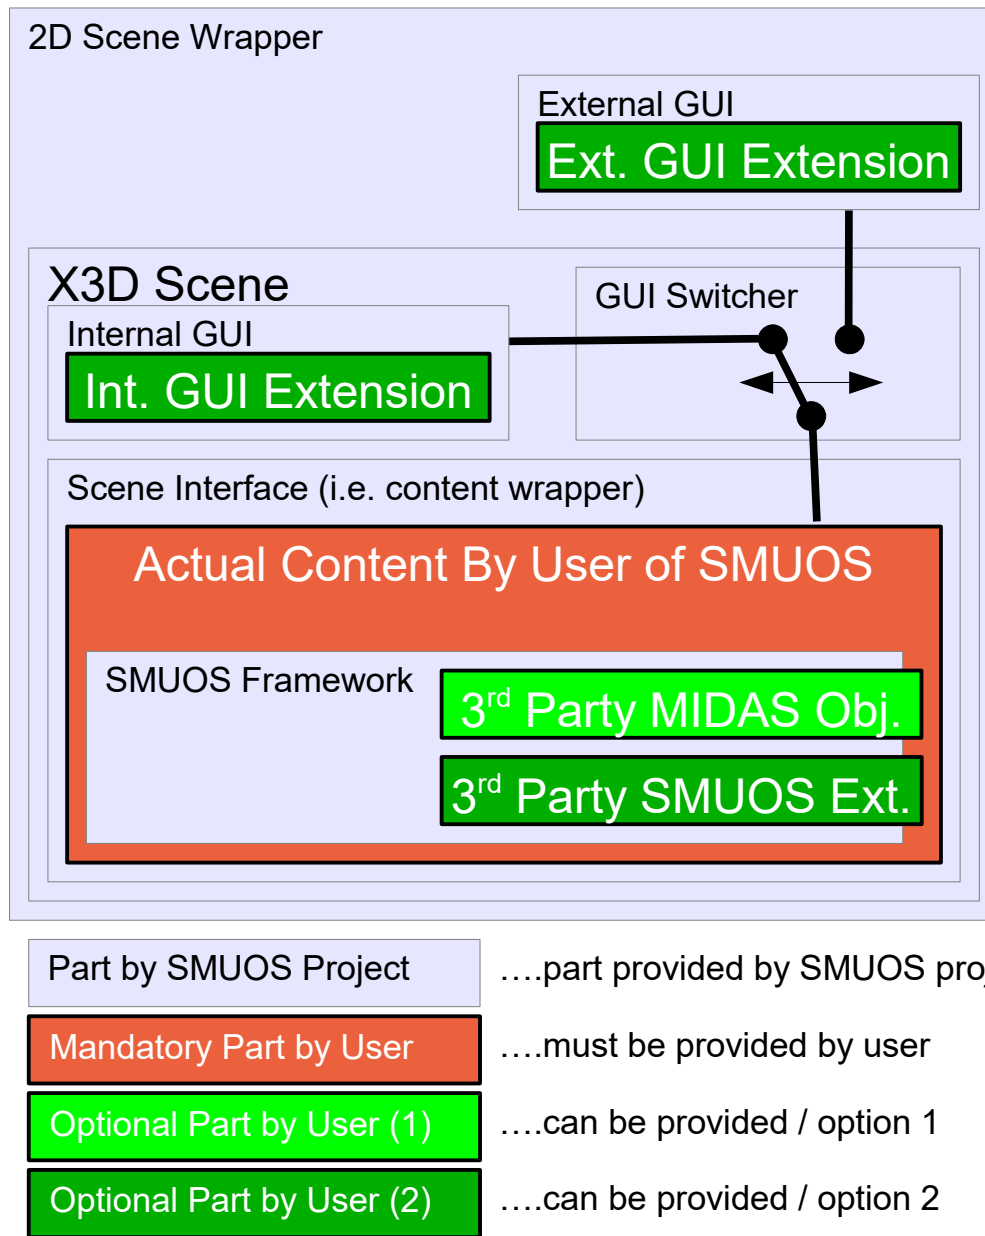 2D Scene Wrapper
External GUI
Ext. GUI Extension
X3D Scene
GUI Switcher
Internal GUI
Int. GUI Extension
Scene Interface (i.e. content wrapper)
Actual Content By User of SMUOS
SMUOS Framework
3rd Party MIDAS Obj.
3rd Party SMUOS Ext.
Part by SMUOS Project
….part provided by SMUOS
Mandatory Part by User
….must be provided by user
Optional Part by User (1)
….can be provided / option 1
Optional Part by User (2)
….can be provided / option 2